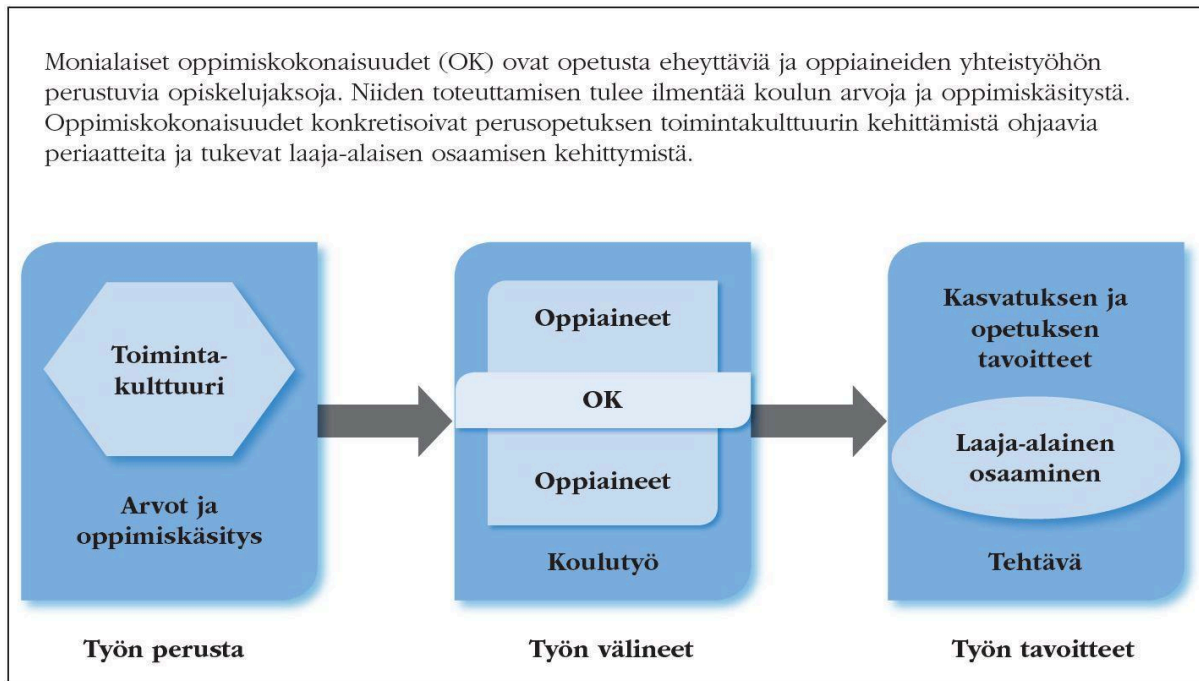 Monialaiset oppimiskokonaisuudet (OK) ovat opetusta eheyttäviä ja oppiaineiden yhteistyöhön
perustuvia opiskelujaksoja. Niiden toteuttamisen tulee ilmentää koulun arvoja ja oppimiskäsitystä.
Oppimiskokonaisuudet konkretisoivat perusopetuksen toimintakulttuurin kehittämistä ohjaavia
periaatteita ja tukevat laaja-alaisen osaamisen kehittymistä.
Toiminta-
kulttuuri
Arvot ja
oppimiskäsitys
Työn perusta
Oppiaineet
OK
Oppiaineet
Koulutyö
Työn välineet
Kasvatuksen ja
opetuksen
tavoitteet
Laaja-alainen
osaaminen
Tehtävä
Työn tavoitteet